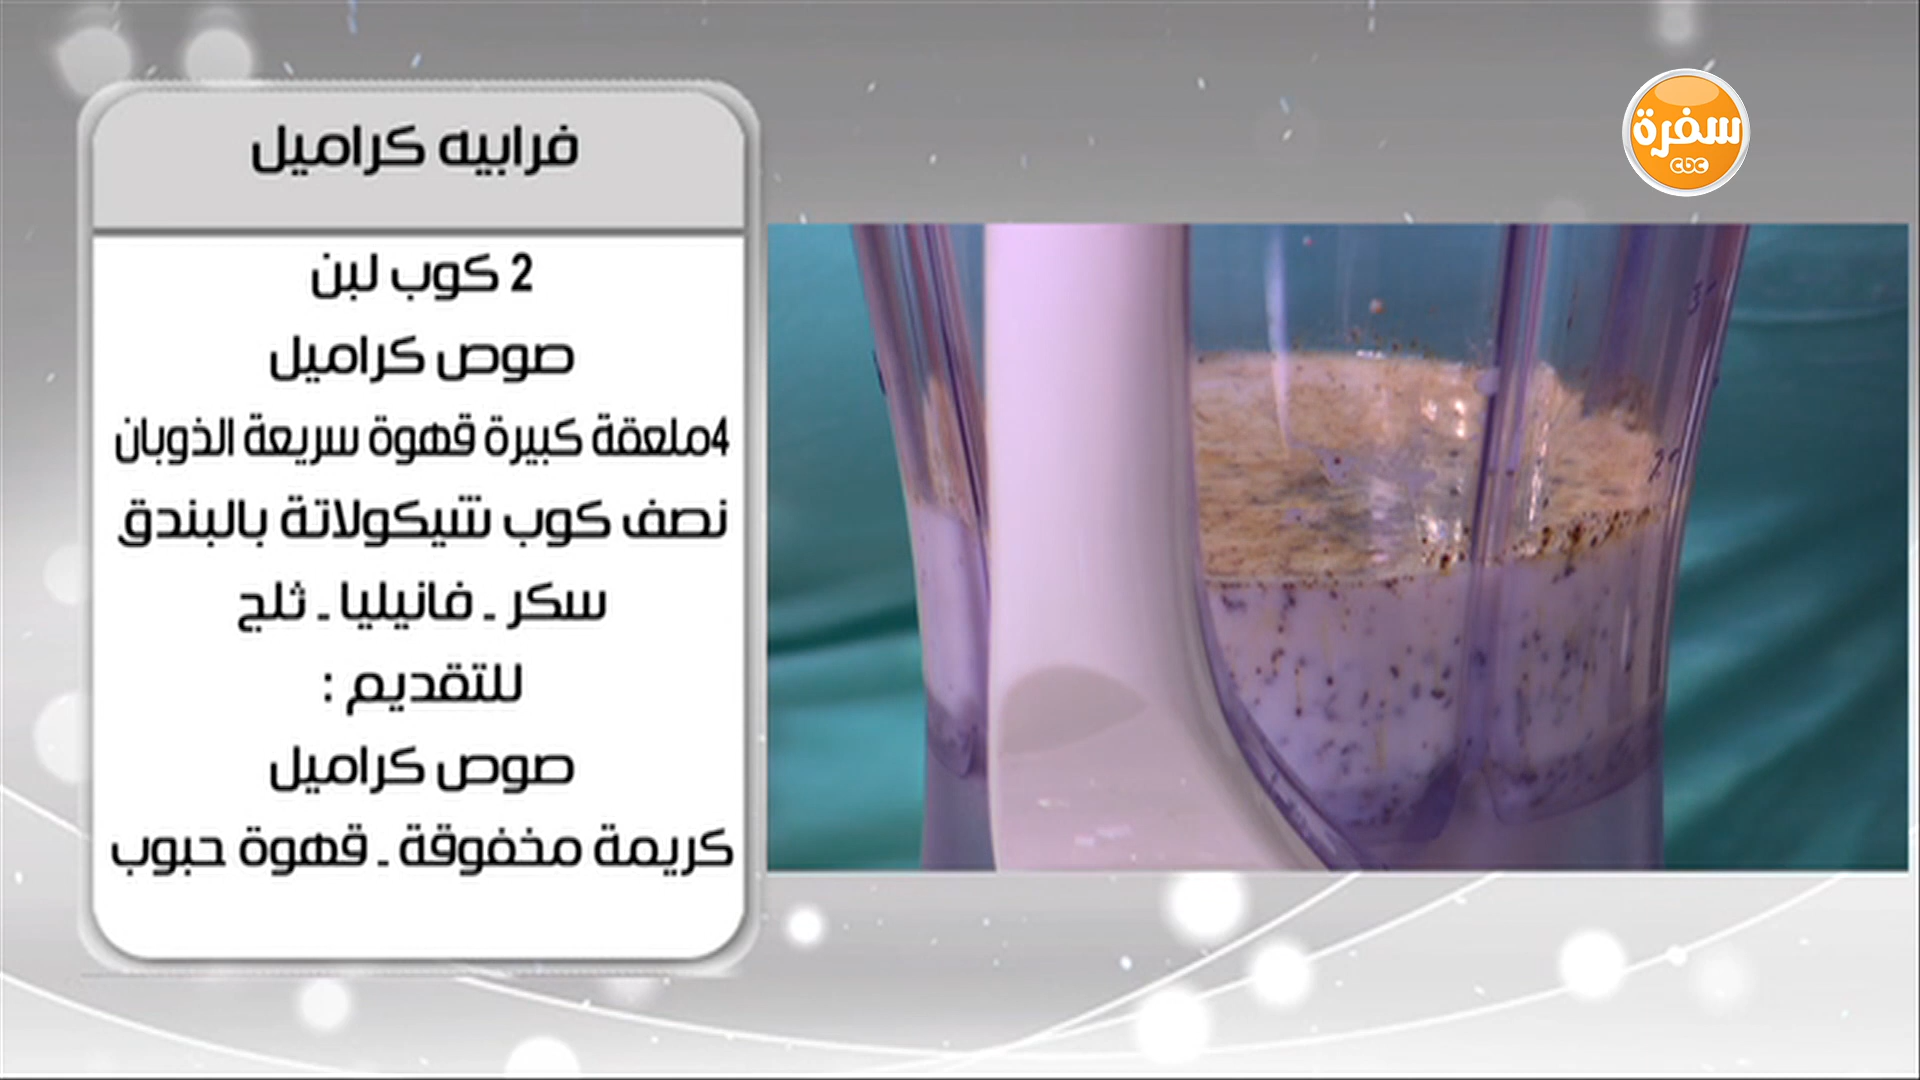 فرابيه كراميل
2 كوب لبن
صوص كراميل
4ملعقة كبيرة قهوة سريعة الذوبان
نصف كوب شيكولاتة بالبندق
سكر - فانيليا - ثلج
للتقديم :
صوص كراميل
كريمة مخفوقة - قهوة حبوب
سفرة
cbc